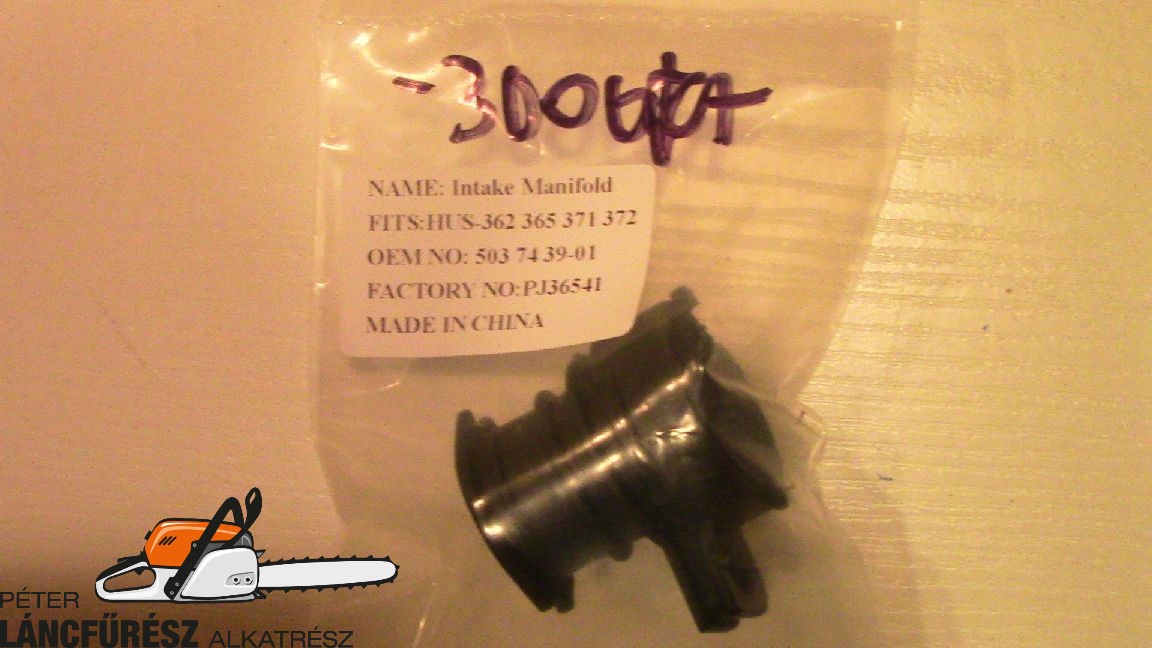 NAME: Intake Manifold
FITS:HUS-362 365 371 372
OEM NO: 503 74 39-01
FACTORY NO:PJ36541
MADE IN CHINA
PÉTER
LÁNCFŰRÉSZ ALKATRÉSZ